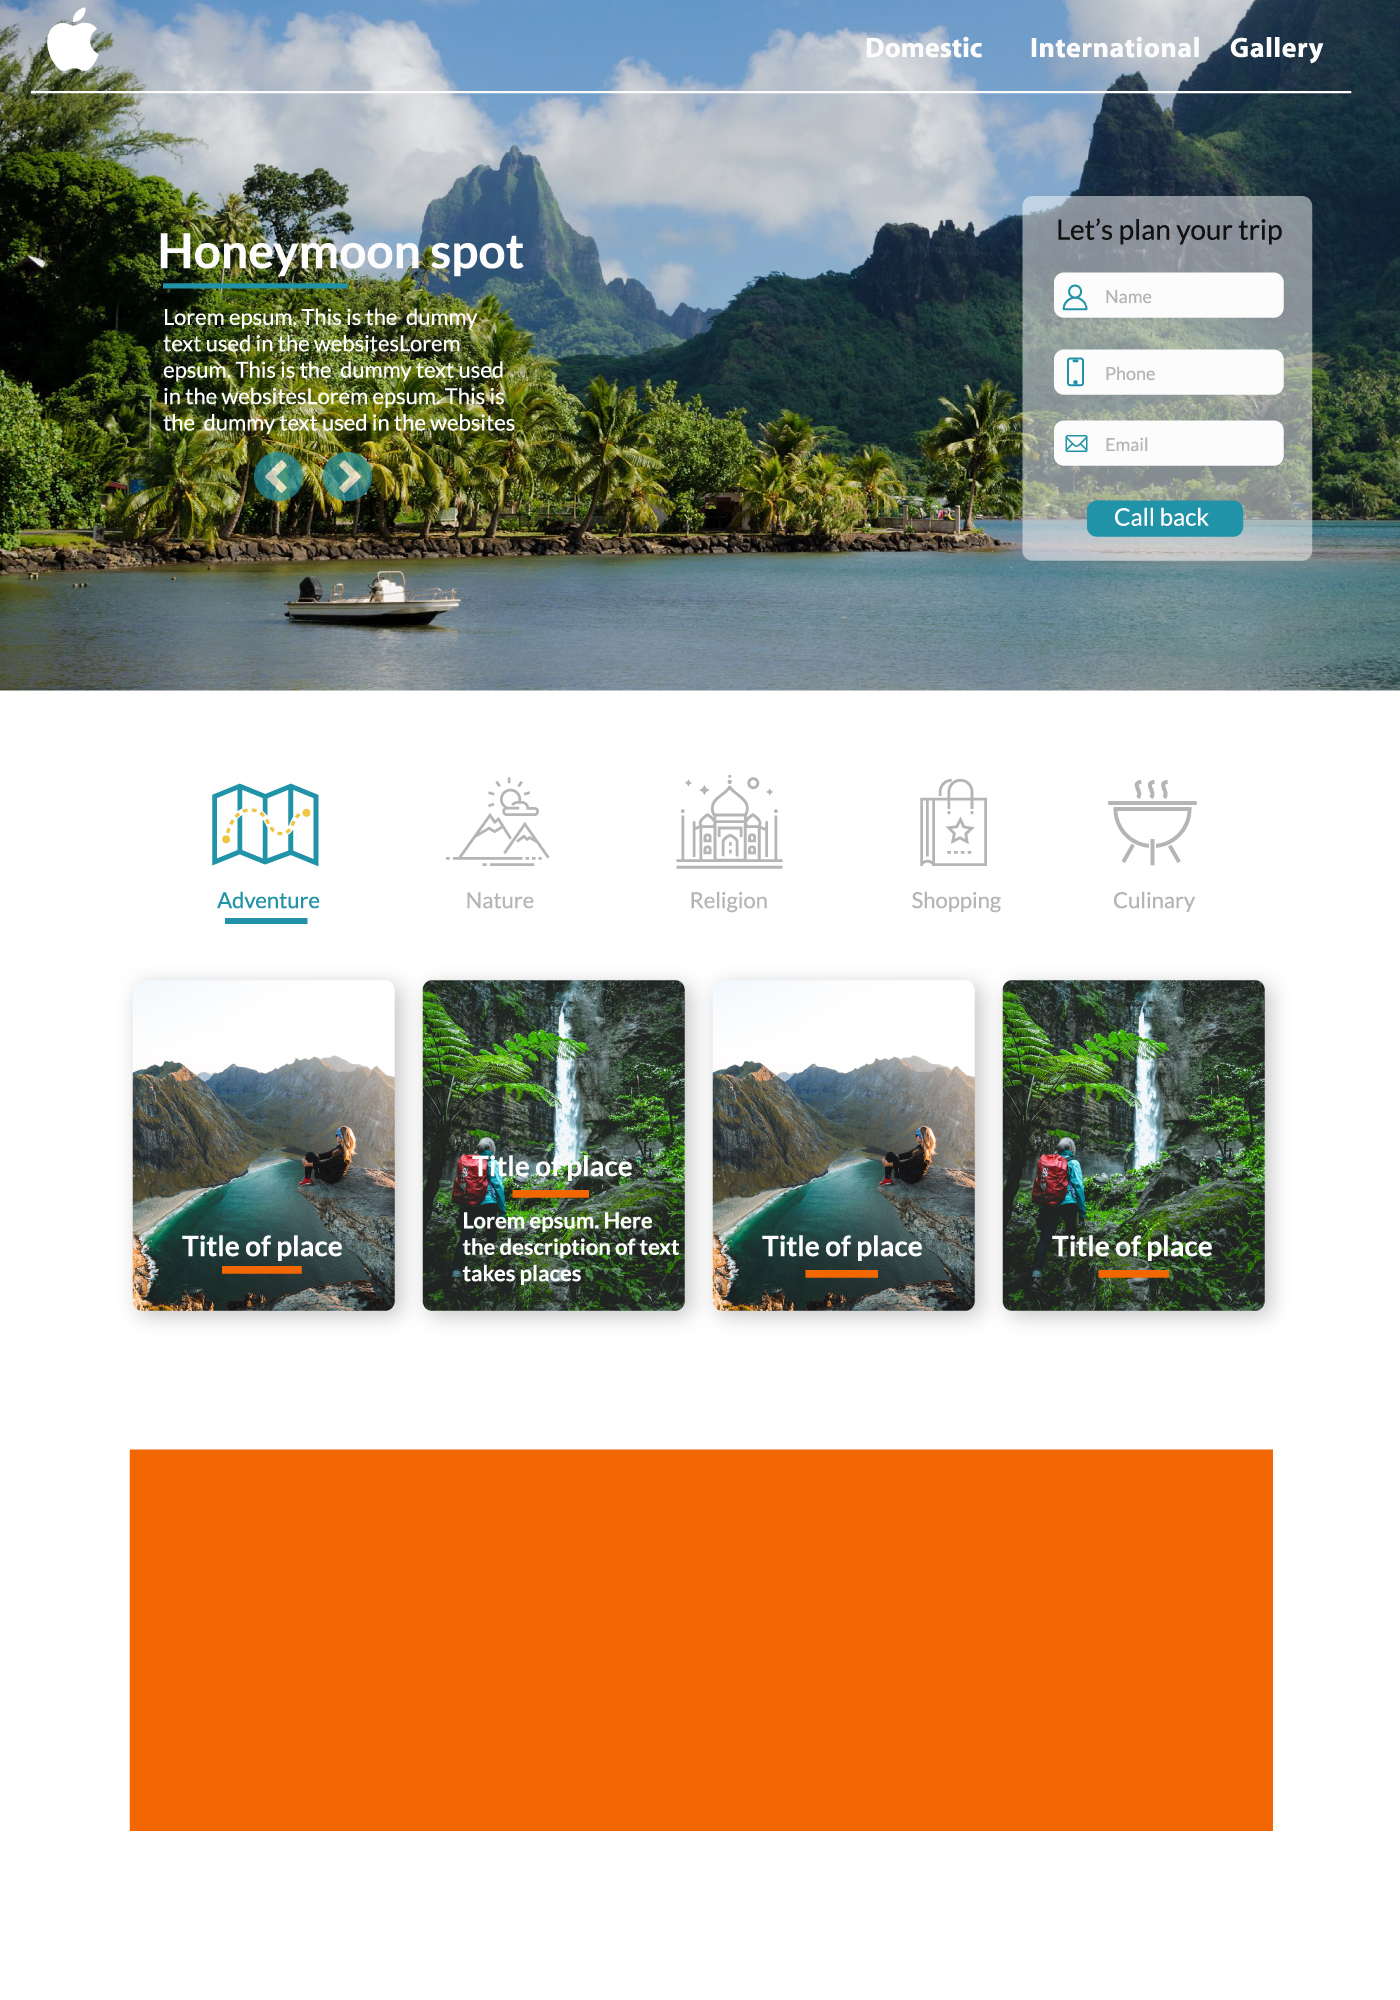 Domestic International Gallery
Honeymoon spot
Lorem epsum. This is the dummy
text used in the websitesLorem
epsum. This is the dummy text used
in the websitesLorem epsum. This is
the dummy text used in the websites
Let's plan your trip
Name
Phone
Email
Call back
Adventure Nature Religion Shopping Culinary
Title of place
Title of place
Lorem epsum. Here
the description of text
takes places
Title of place
Title of place